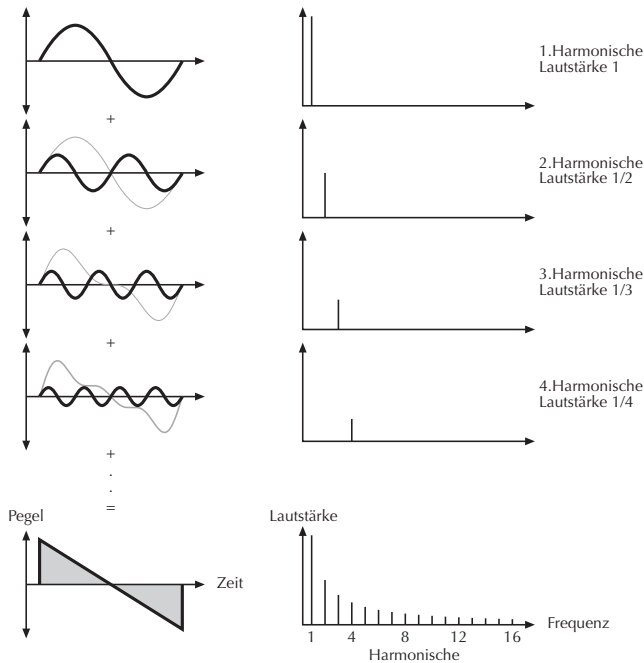 1.Harmonische
Lautstärke 1
+
2.Harmonische
Lautstärke 1/2
+
3.Harmonische
Lautstärke 1/3
+
4.Harmonische
Lautstärke 1/4
+
.
.
=
Pegel
Zeit
Lautstärke
Frequenz
1 4 8 12 16
Harmonische